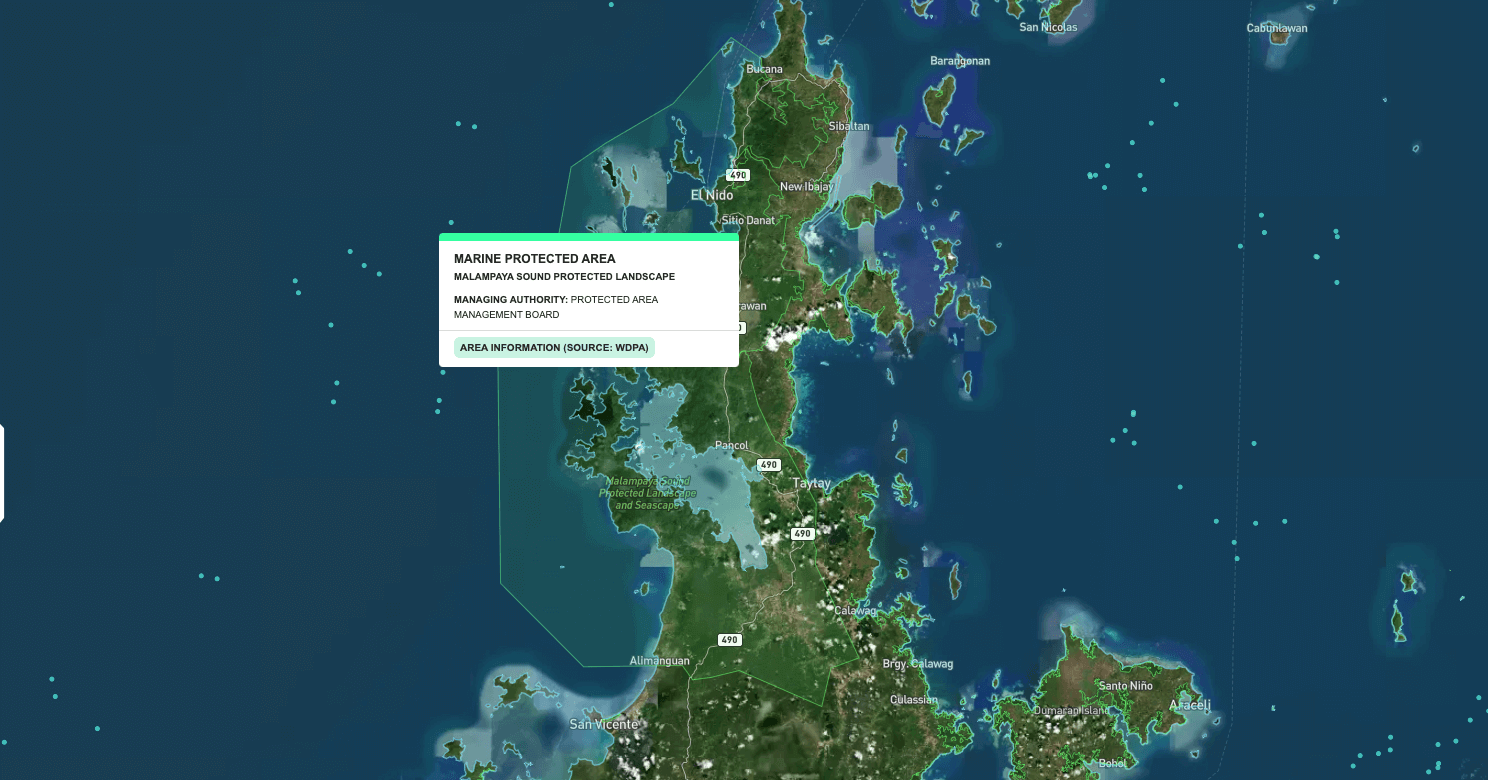 San Nicolas
Cabunlawan
Barangonan
Bucana
Sibaltan
490
New Ibajay
El Nido
Sitio Danat
MARINE PROTECTED AREA
MALAMPAYA SOUND PROTECTED LANDSCAPE
MANAGING AUTHORITY: PROTECTED AREA
MANAGEMENT BOARD
AREA INFORMATION (SOURCE: WDPA)
awan
0
Pancol
490
Malampaya Sound
Protected Landscape
and Seascape
Taytay
490
Calawag
490
Alimanguan
Brgy. Calawag
Culassian
Santo Niño
Araceli
Dumaran Island
San Vicente
Bohol